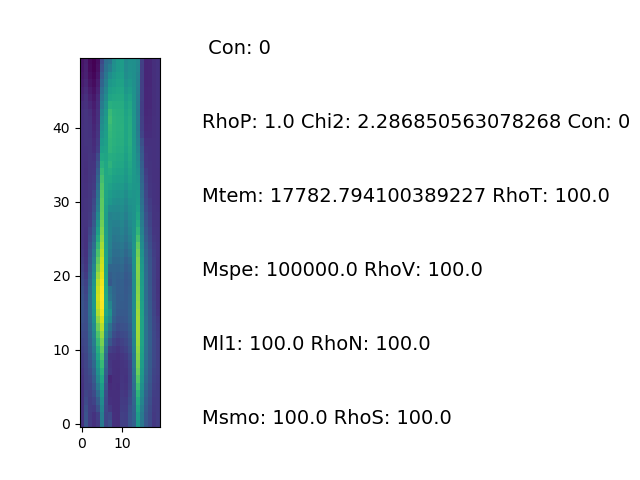 Con: 0
RhoP: 1.0 Chi2: 2.286850563078268 Con: 0
Mtem: 17782.794100389227 RhoT: 100.0
Mspe: 100000.0 RhoV: 100.0
Ml1: 100.0 RhoN: 100.0
Msmo: 100.0 RhoS: 100.0
40
30
20
10
0
0 10